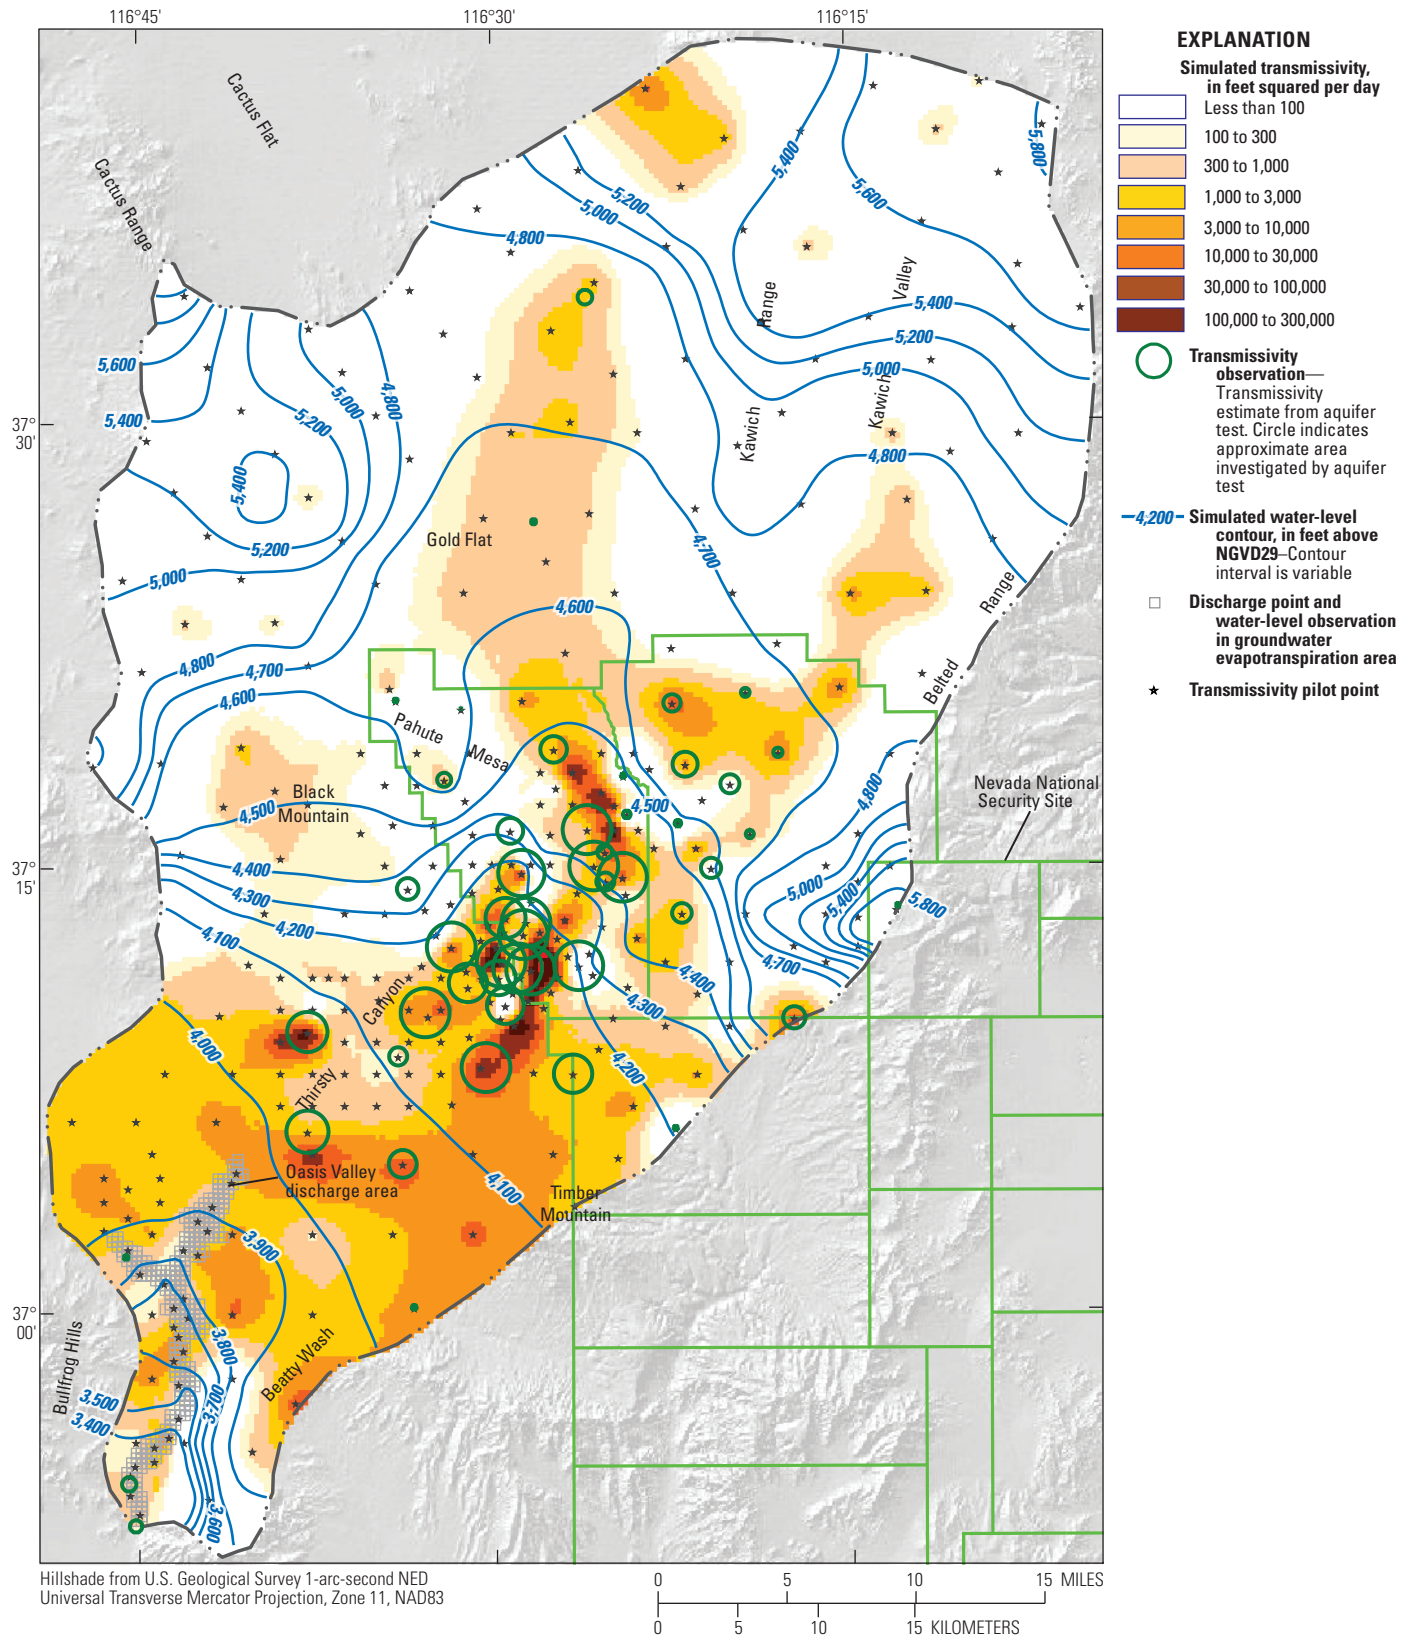 116°45'
116°30'
116°15'
Cactus Flat
Cactus Range
5,800
5,400
5,600
5,200
5,000
4,800
Range
Valley
5,400
5,200
5,000
5,600
5,400
4,800
5,000
5,200
37°
30'
5,400
Kawich
Kawich
4,800
Gold Flat
5,200
5,000
4,700
Range
4,600
4,800
4,700
4,600
Belted
Pahute
Mesa
Black
Mountain
4,500
4,500
4,800
Nevada National
Security Site
37°
15'
4,400
4,300
4,200
4,100
5,000
5,400
5,800
4,700
4,400
4,300
Canyon
4,000
4,200
Thirsty
Oasis Valley
discharge area
4,100
Timber
Mountain
3,900
37°
00'
Bullfrog Hills
3,800
Beatty Wash
3,700
3,500
3,400
3,600
Hillshade from U.S. Geological Survey 1-arc-second NED
Universal Transverse Mercator Projection, Zone 11, NAD83
0 5 10 15 MILES
0 5 10 15 KILOMETERS
EXPLANATION
Simulated transmissivity,
in feet squared per day
Less than 100
100 to 300
300 to 1,000
1,000 to 3,000
3,000 to 10,000
10,000 to 30,000
30,000 to 100,000
100,000 to 300,000
Transmissivity
observation—
Transmissivity
estimate from aquifer
test. Circle indicates
approximate area
investigated by aquifer
test
4,200 Simulated water-level
contour, in feet above
NGVD29–Contour
interval is variable
Discharge point and
water-level observation
in groundwater
evapotranspiration area
Transmissivity pilot point